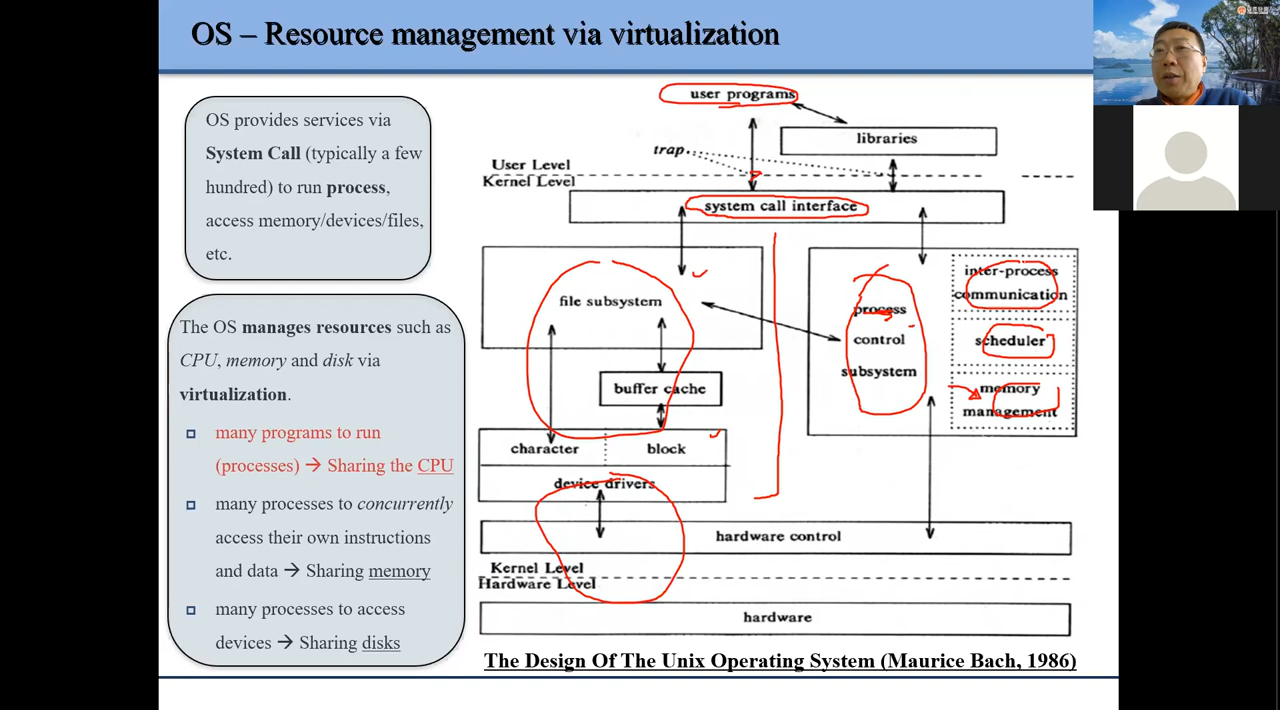 OS – Resource management via virtualization
OS provides services via
System Call (typically a few
hundred) to run process,
access memory/devices/files,
etc.
The OS manages resources such as
CPU, memory and disk via
virtualization.
many programs to run
(processes) → Sharing the CPU
many processes to concurrently
access their own instructions
and data → Sharing memory
many processes to access
devices → Sharing disks
user programs
libraries
trap
User Level
Kernel Level
system call interface
file subsystem
buffer cache
character
block
device drivers
process
control
subsystem
inter-process
communication
scheduler
memory
management
hardware control
Kernel Level
Hardware Level
hardware
The Design Of The Unix Operating System (Maurice Bach, 1986)